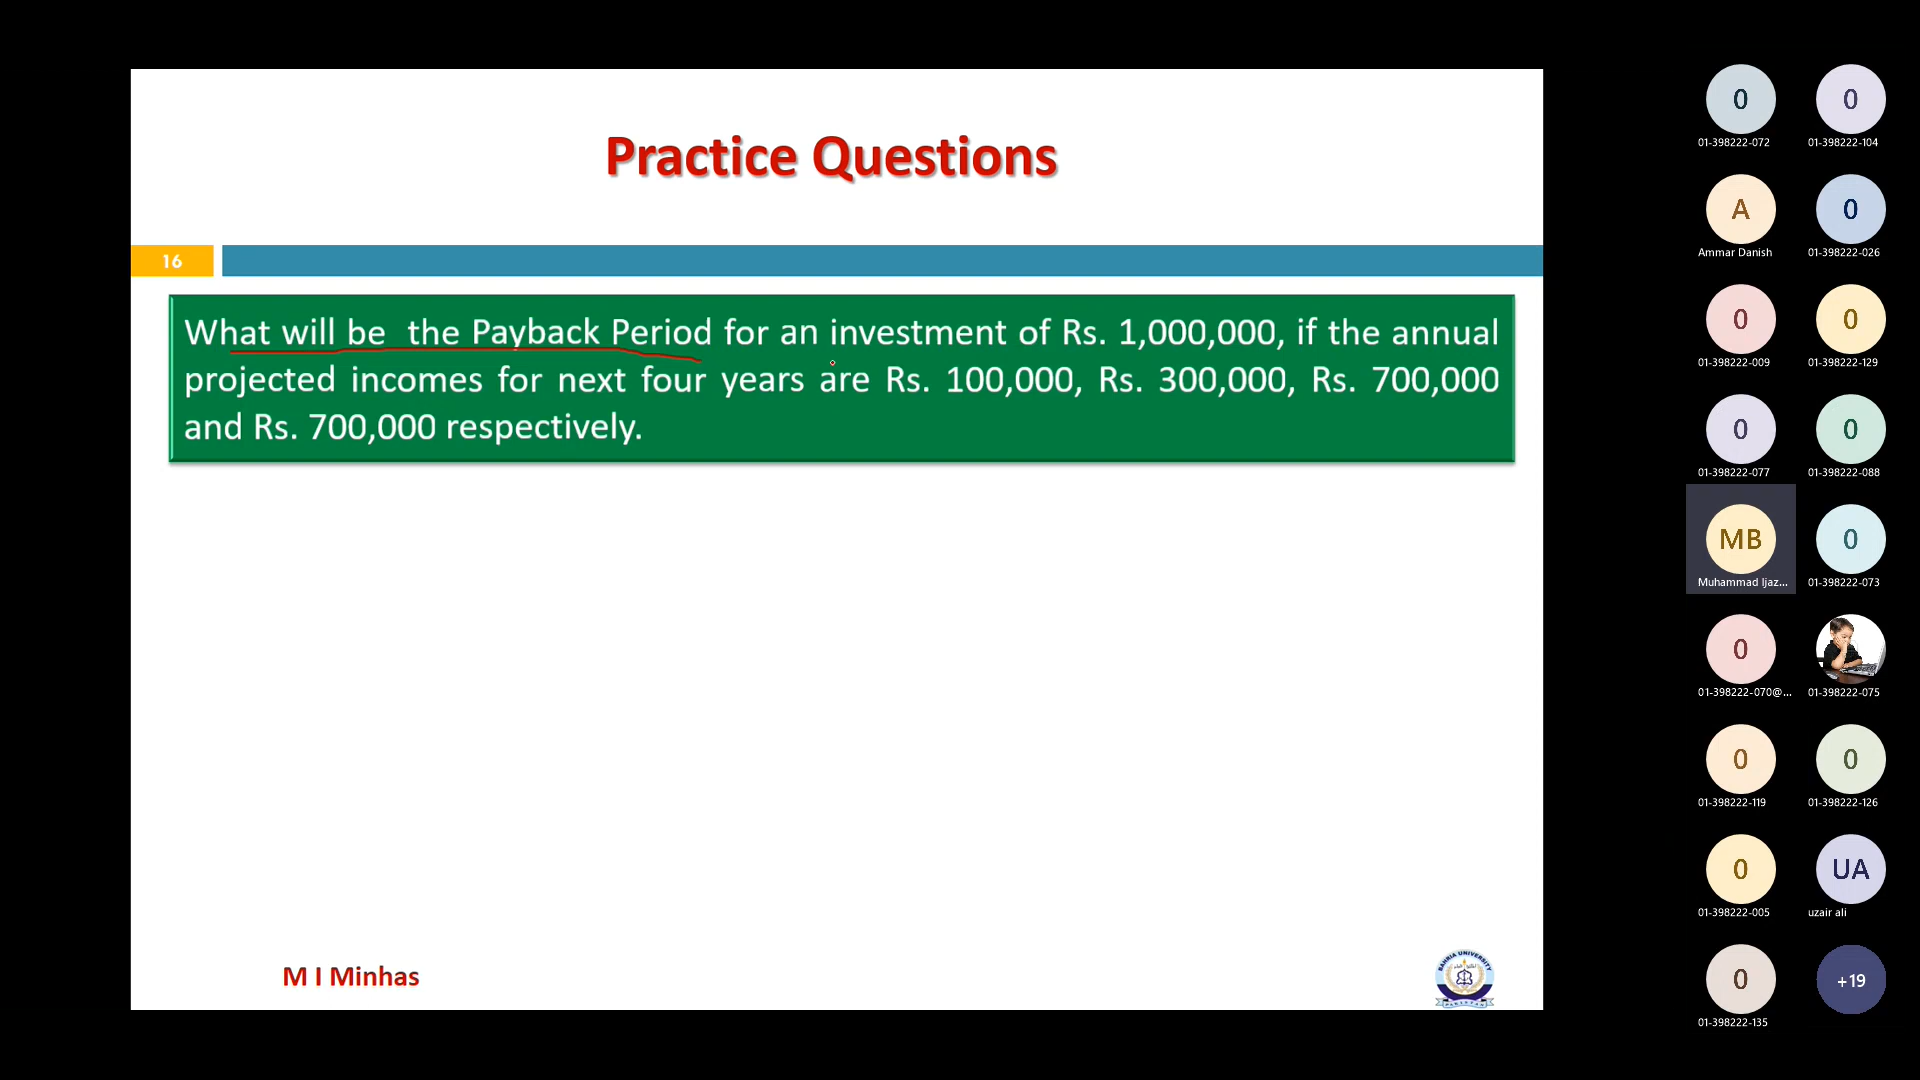 Practice Questions
16
What will be the Payback Period for an investment of Rs. 1,000,000, if the annual
projected incomes for next four years are Rs. 100,000, Rs. 300,000, Rs. 700,000
and Rs. 700,000 respectively.
M I Minhas
BAHRIA UNIVERSITY
PAKISTAN
0
01-398222-072
0
01-398222-104
A
Ammar Danish
0
01-398222-026
0
01-398222-009
0
01-398222-129
0
01-398222-077
0
01-398222-088
MB
Muhammad Ijaz...
0
01-398222-073
0
01-398222-070@...
01-398222-075
0
01-398222-119
0
01-398222-126
0
01-398222-005
UA
uzair ali
0
01-398222-135
+19